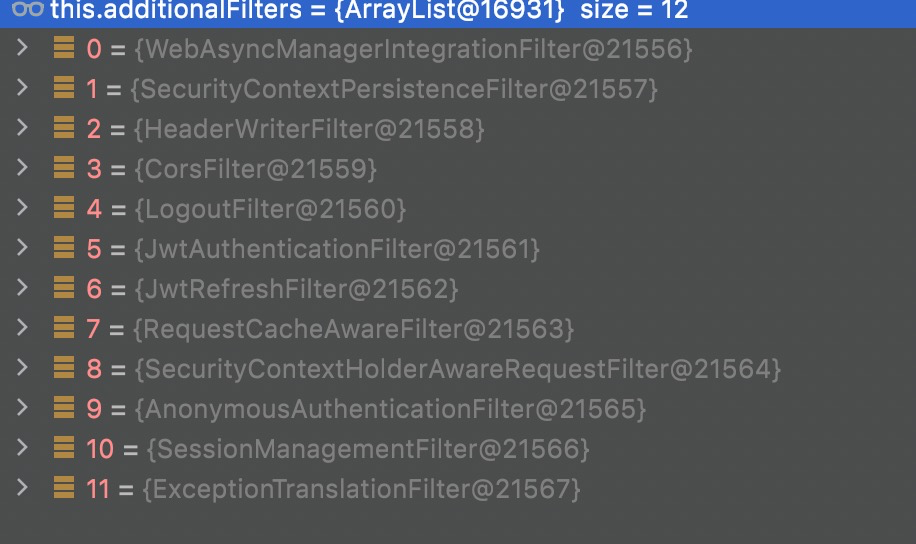 this.additionalFilters = {ArrayList@16931} size = 12
0 = {WebAsyncManagerIntegrationFilter@21556}
1 = {SecurityContextPersistenceFilter@21557}
2 = {HeaderWriterFilter@21558}
3 = {CorsFilter@21559}
4 = {LogoutFilter@21560}
5 = {JwtAuthenticationFilter@21561}
6 = {JwtRefreshFilter@21562}
7 = {RequestCacheAwareFilter@21563}
8 = {SecurityContextHolderAwareRequestFilter@21564}
9 = {AnonymousAuthenticationFilter@21565}
10 = {SessionManagementFilter@21566}
11 = {ExceptionTranslationFilter@21567}